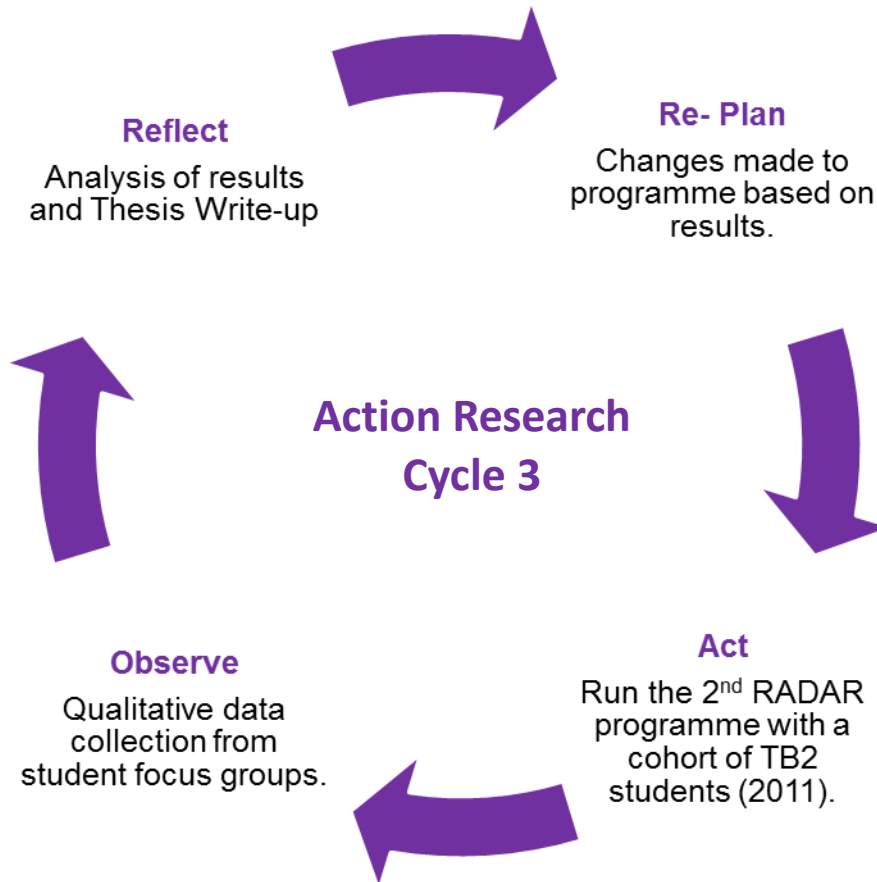 Reflect
Analysis of results
and Thesis Write-up
Re- Plan
Changes made to
programme based on
results.
Action Research
Cycle 3
Observe
Qualitative data
collection from
student focus groups.
Act
Run the 2nd RADAR
programme with a
cohort of TB2
students (2011).